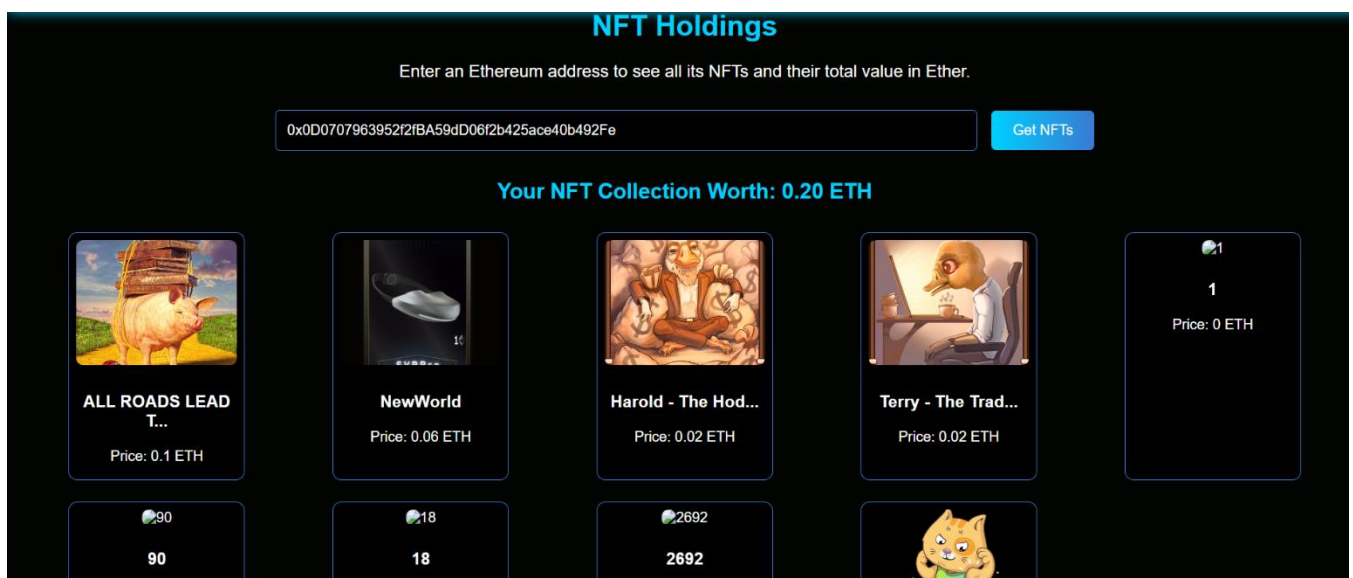 NFT Holdings
Enter an Ethereum address to see all its NFTs and their total value in Ether.
0x0D0707963952f2fBA59dD06f2b425ace40b492Fe
Get NFTs
Your NFT Collection Worth: 0.20 ETH
ALL ROADS LEAD
T...
Price: 0.1 ETH
NewWorld
Price: 0.06 ETH
Harold - The Hod...
Price: 0.02 ETH
Terry - The Trad...
Price: 0.02 ETH
1
1
Price: 0 ETH
90
90
18
18
2692
2692